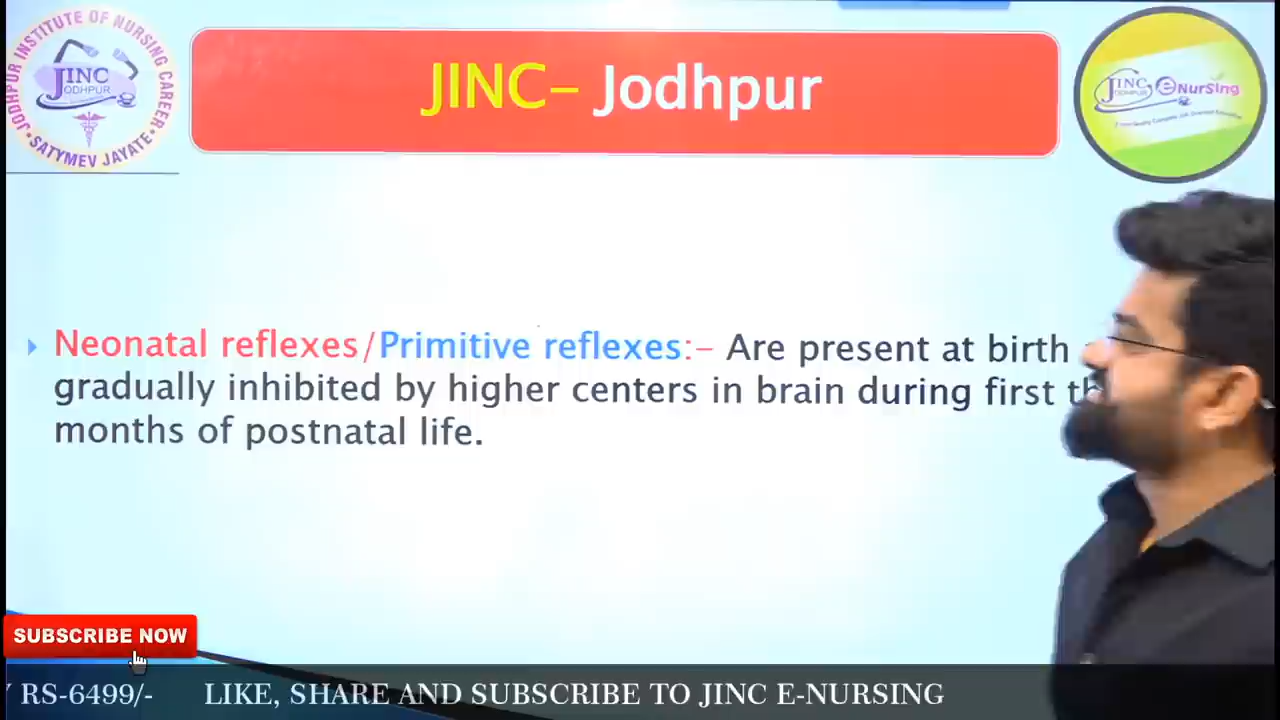 JODHPUR INSTITUTE OF NURSING CAREER
JINC
JODHPUR
SATYMEV JAYATE
JINC- Jodhpur
JINC
eNursing
Neonatal reflexes/Primitive reflexes:- Are present at birth
gradually inhibited by higher centers in brain during first
months of postnatal life.
SUBSCRIBE NOW
RS-6499/- LIKE, SHARE AND SUBSCRIBE TO JINC E-NURSING